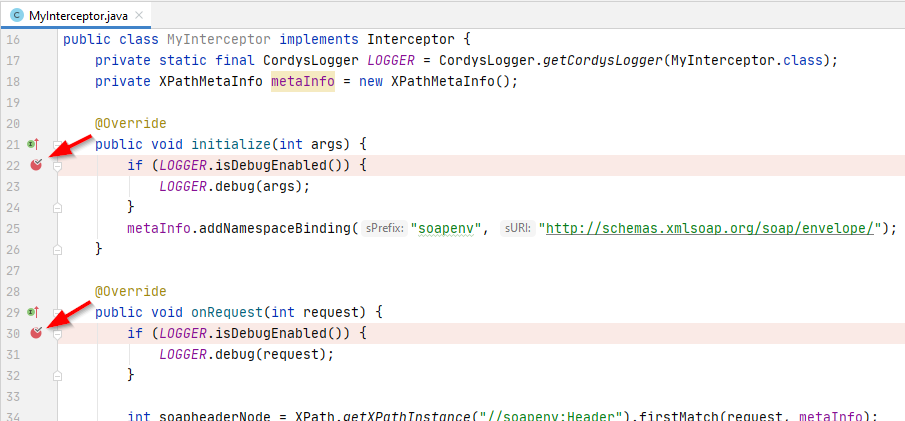 MyInterceptor.java
16 public class MyInterceptor implements Interceptor {
17 private static final CordysLogger LOGGER = CordysLogger.getCordysLogger(MyInterceptor.class);
18 private XPathMetaInfo metaInfo = new XPathMetaInfo();
19
20 @Override
21 public void initialize(int args) {
22 if (LOGGER.isDebugEnabled()) {
23 LOGGER.debug(args);
24 }
25 metaInfo.addNamespaceBinding( sPrefix: "soapenv", sURI: "http://schemas.xmlsoap.org/soap/envelope/");
26 }
27
28 @Override
29 public void onRequest(int request) {
30 if (LOGGER.isDebugEnabled()) {
31 LOGGER.debug(request);
32 }
33
34 int soapheaderNode = XPath.getXPathInstance("//soapenv:Header").firstMatch(request, metaInfo);